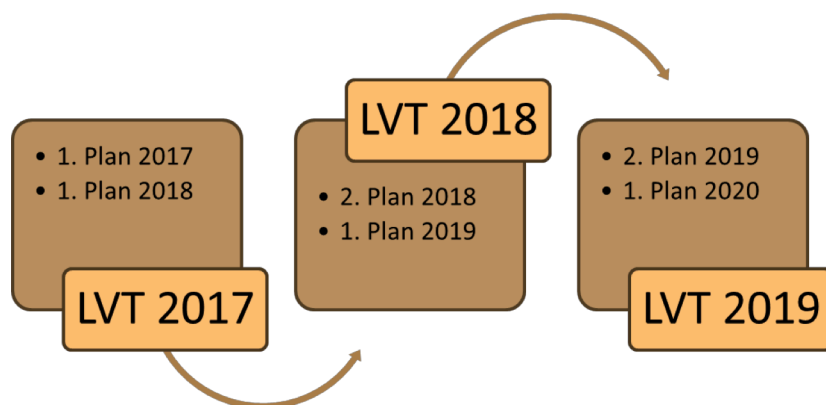 • 1. Plan 2017
• 1. Plan 2018
LVT 2017
LVT 2018
• 2. Plan 2018
• 1. Plan 2019
• 2. Plan 2019
• 1. Plan 2020
LVT 2019